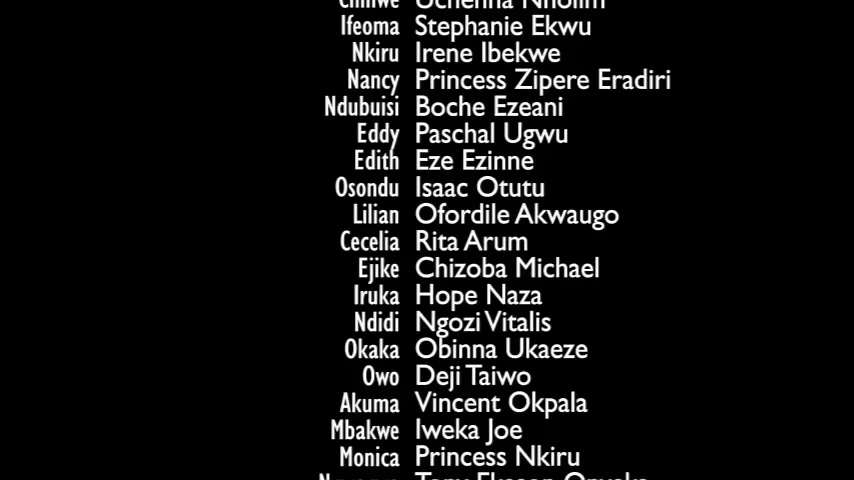 Ifeoma Stephanie Ekwu
Nkiru Irene Ibekwe
Nancy Princess Zipere Eradiri
Ndubuisi Boche Ezeani
Eddy Paschal Ugwu
Edith Eze Ezinne
Osondu Isaac Otutu
Lilian Ofordile Akwaugo
Cecelia Rita Arum
Ejike Chizoba Michael
Iruka Hope Naza
Ndidi Ngozi Vitalis
Okaka Obinna Ukaeze
Owo Deji Taiwo
Akuma Vincent Okpala
Mbakwe Iweka Joe
Monica Princess Nkiru